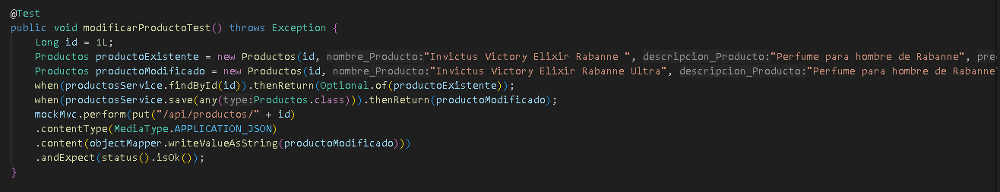 @Test
public void modificarProductoTest() throws Exception {
    Long id = 1L;
    Productos productoExistente = new Productos(id, nombre_Producto:"Invictus Victory Elixir Rabanne ", descripcion_Producto:"Perfume para hombre de Rabanne", pre
    Productos productoModificado = new Productos(id, nombre_Producto:"Invictus Victory Elixir Rabanne Ultra", descripcion_Producto:"Perfume para hombre de Rabanne"
    when(productosService.findById(id)).thenReturn(Optional.of(productoExistente));
    when(productosService.save(any(type:Productos.class))).thenReturn(productoModificado);
    mockMvc.perform(put("/api/productos/" + id)
    .contentType(MediaType.APPLICATION_JSON)
    .content(objectMapper.writeValueAsString(productoModificado)))
    .andExpect(status().isOk());
}